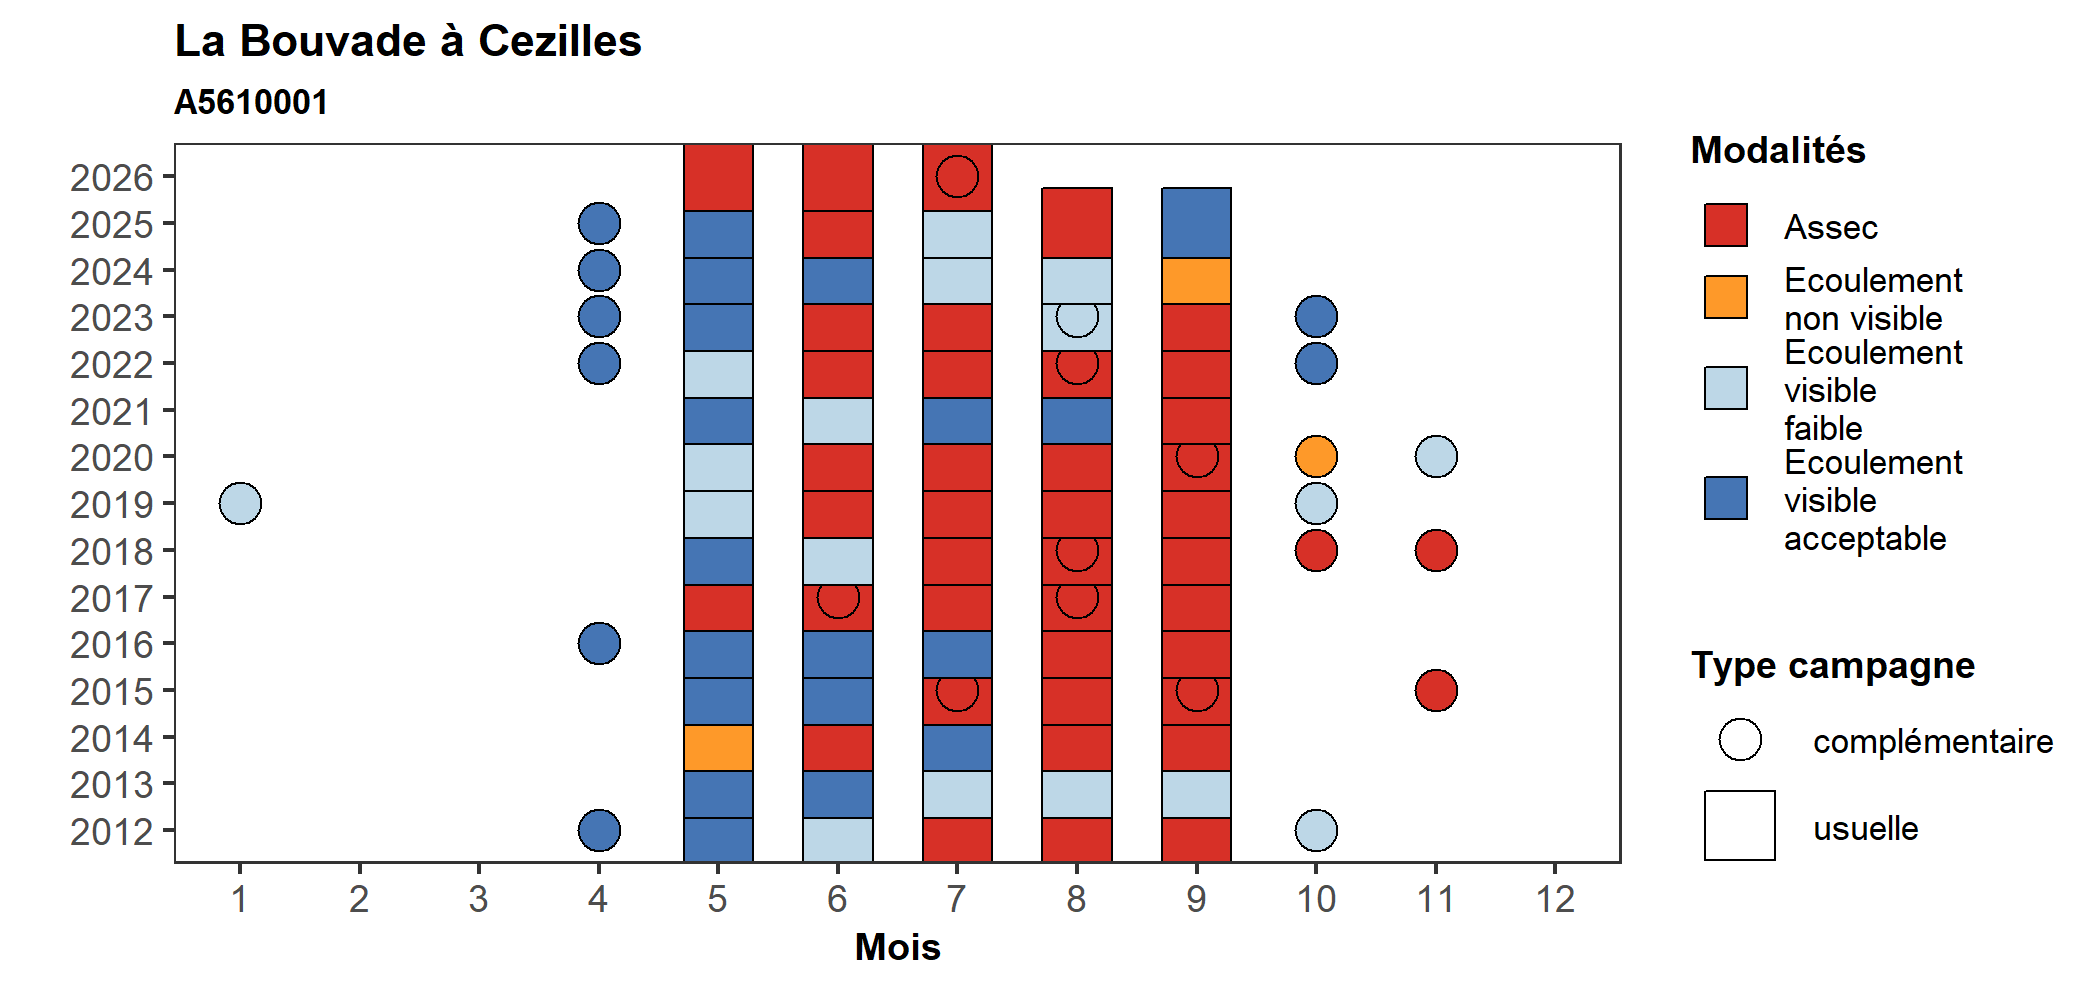 La Bouvade à Cezilles
A5610001
2026
2025
2024
2023
2022
2021
2020
2019
2018
2017
2016
2015
2014
2013
2012
1 2 3 4 5 6 7 8 9 10 11 12
Mois
Modalités
Assec
Ecoulement
non visible
Ecoulement
visible
faible
Ecoulement
visible
acceptable
Type campagne
complémentaire
usuelle